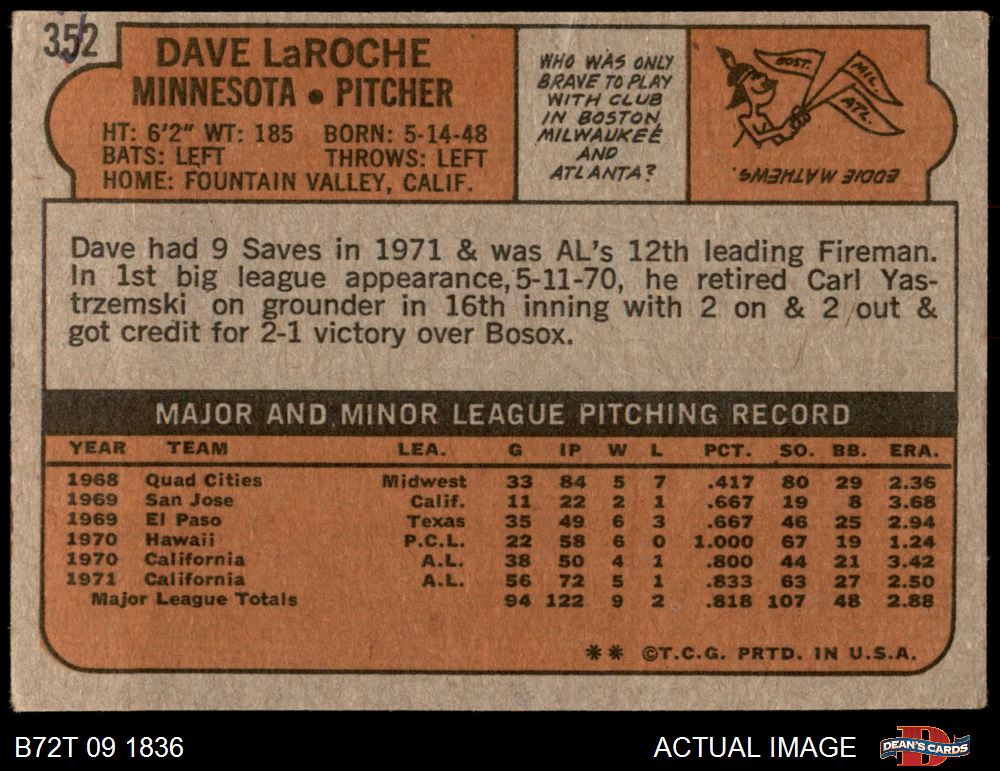 352
DAVE LaROCHE
MINNESOTA • PITCHER
HT: 6'2" WT: 185 BORN: 5-14-48
BATS: LEFT THROWS: LEFT
HOME: FOUNTAIN VALLEY, CALIF.
WHO WAS ONLY
BRAVE TO PLAY
WITH CLUB
IN BOSTON,
MILWAUKEE
AND
ATLANTA?
BOST.
MIL.
ATL.
EDDIE MATHEWS.
Dave had 9 Saves in 1971 & was AL's 12th leading Fireman.
In 1st big league appearance, 5-11-70, he retired Carl Yas-
trzemski on grounder in 16th inning with 2 on & 2 out &
got credit for 2-1 victory over Bosox.
MAJOR AND MINOR LEAGUE PITCHING RECORD
YEAR TEAM LEA. G IP W L PCT. SO. BB. ERA.
1968 Quad Cities Midwest 33 84 5 7 .417 80 29 2.36
1969 San Jose Calif. 11 22 2 1 .667 19 8 3.68
1969 El Paso Texas 35 49 6 3 .667 46 25 2.94
1970 Hawaii P.C.L. 22 58 6 0 1.000 67 19 1.24
1970 California A.L. 38 50 4 1 .800 44 21 3.42
1971 California A.L. 56 72 5 1 .833 63 27 2.50
Major League Totals 94 122 9 2 .818 107 48 2.88
** ©T.C.G. PRTD. IN U.S.A.
B72T 09 1836
ACTUAL IMAGE
D
DEAN'S CARDS